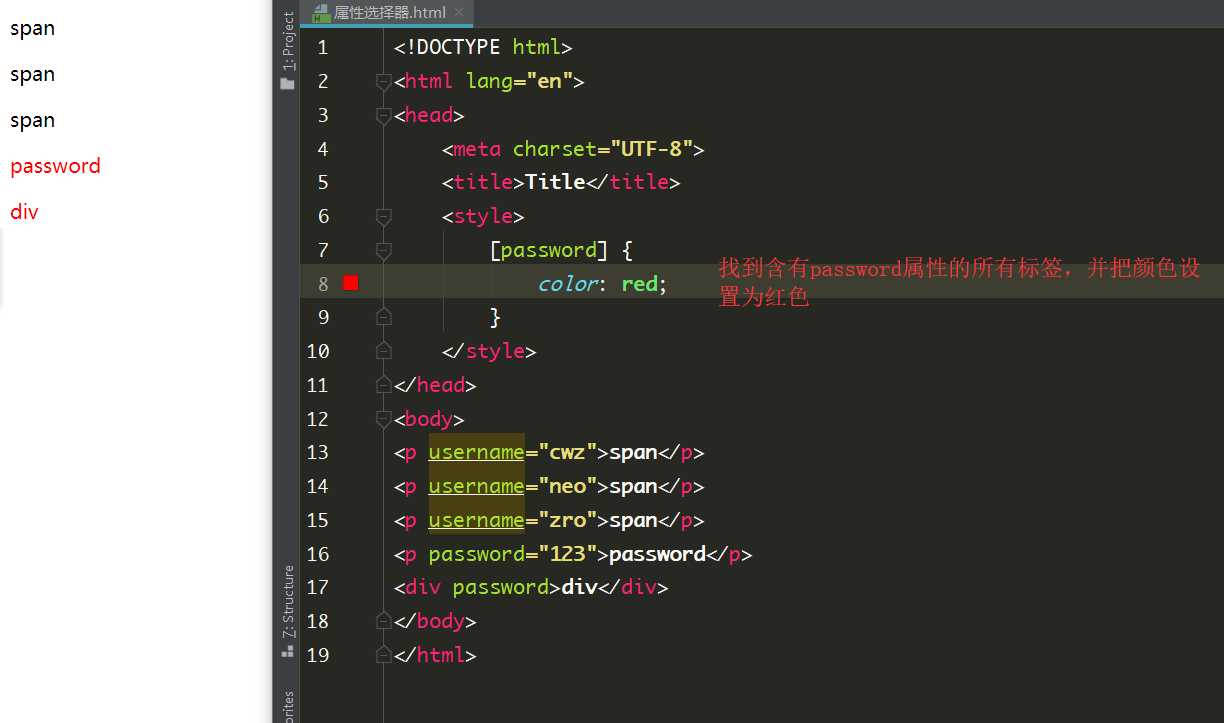 span
span
span
password
div
1: Project
7: Structure
orites
属性选择器.html
1 <!DOCTYPE html>
2 <html lang="en">
3 <head>
4 <meta charset="UTF-8">
5 <title>Title</title>
6 <style>
7 [password] {
8 color: red;
找到含有password属性的所有标签，并把颜色设
置为红色
9 }
10 </style>
11 </head>
12 <body>
13 <p username="cwz">span</p>
14 <p username="neo">span</p>
15 <p username="zro">span</p>
16 <p password="123">password</p>
17 <div password>div</div>
18 </body>
19 </html>